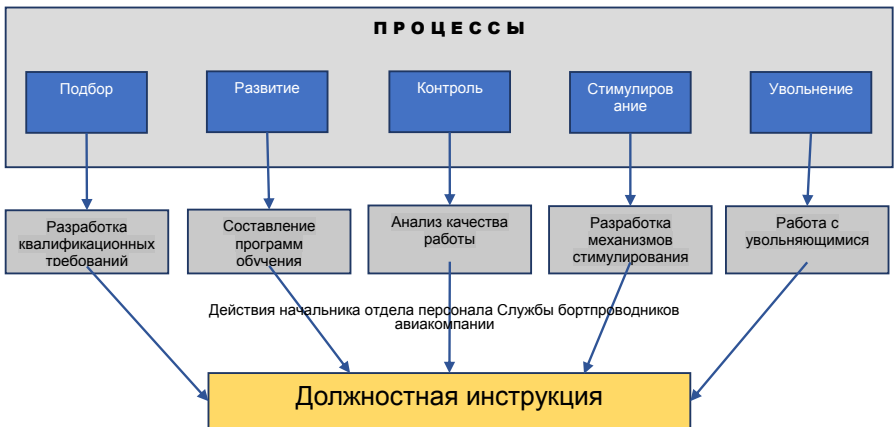 ПРОЦЕССЫ
Подбор
Развитие
Контроль
Стимулиров
ание
Увольнение
Разработка
квалификационных
требований
Составление
программ
обучения
Анализ качества
работы
Разработка
механизмов
стимулирования
Работа с
увольняющимися
Действия начальника отдела персонала Службы бортпроводников
авиакомпании
Должностная инструкция